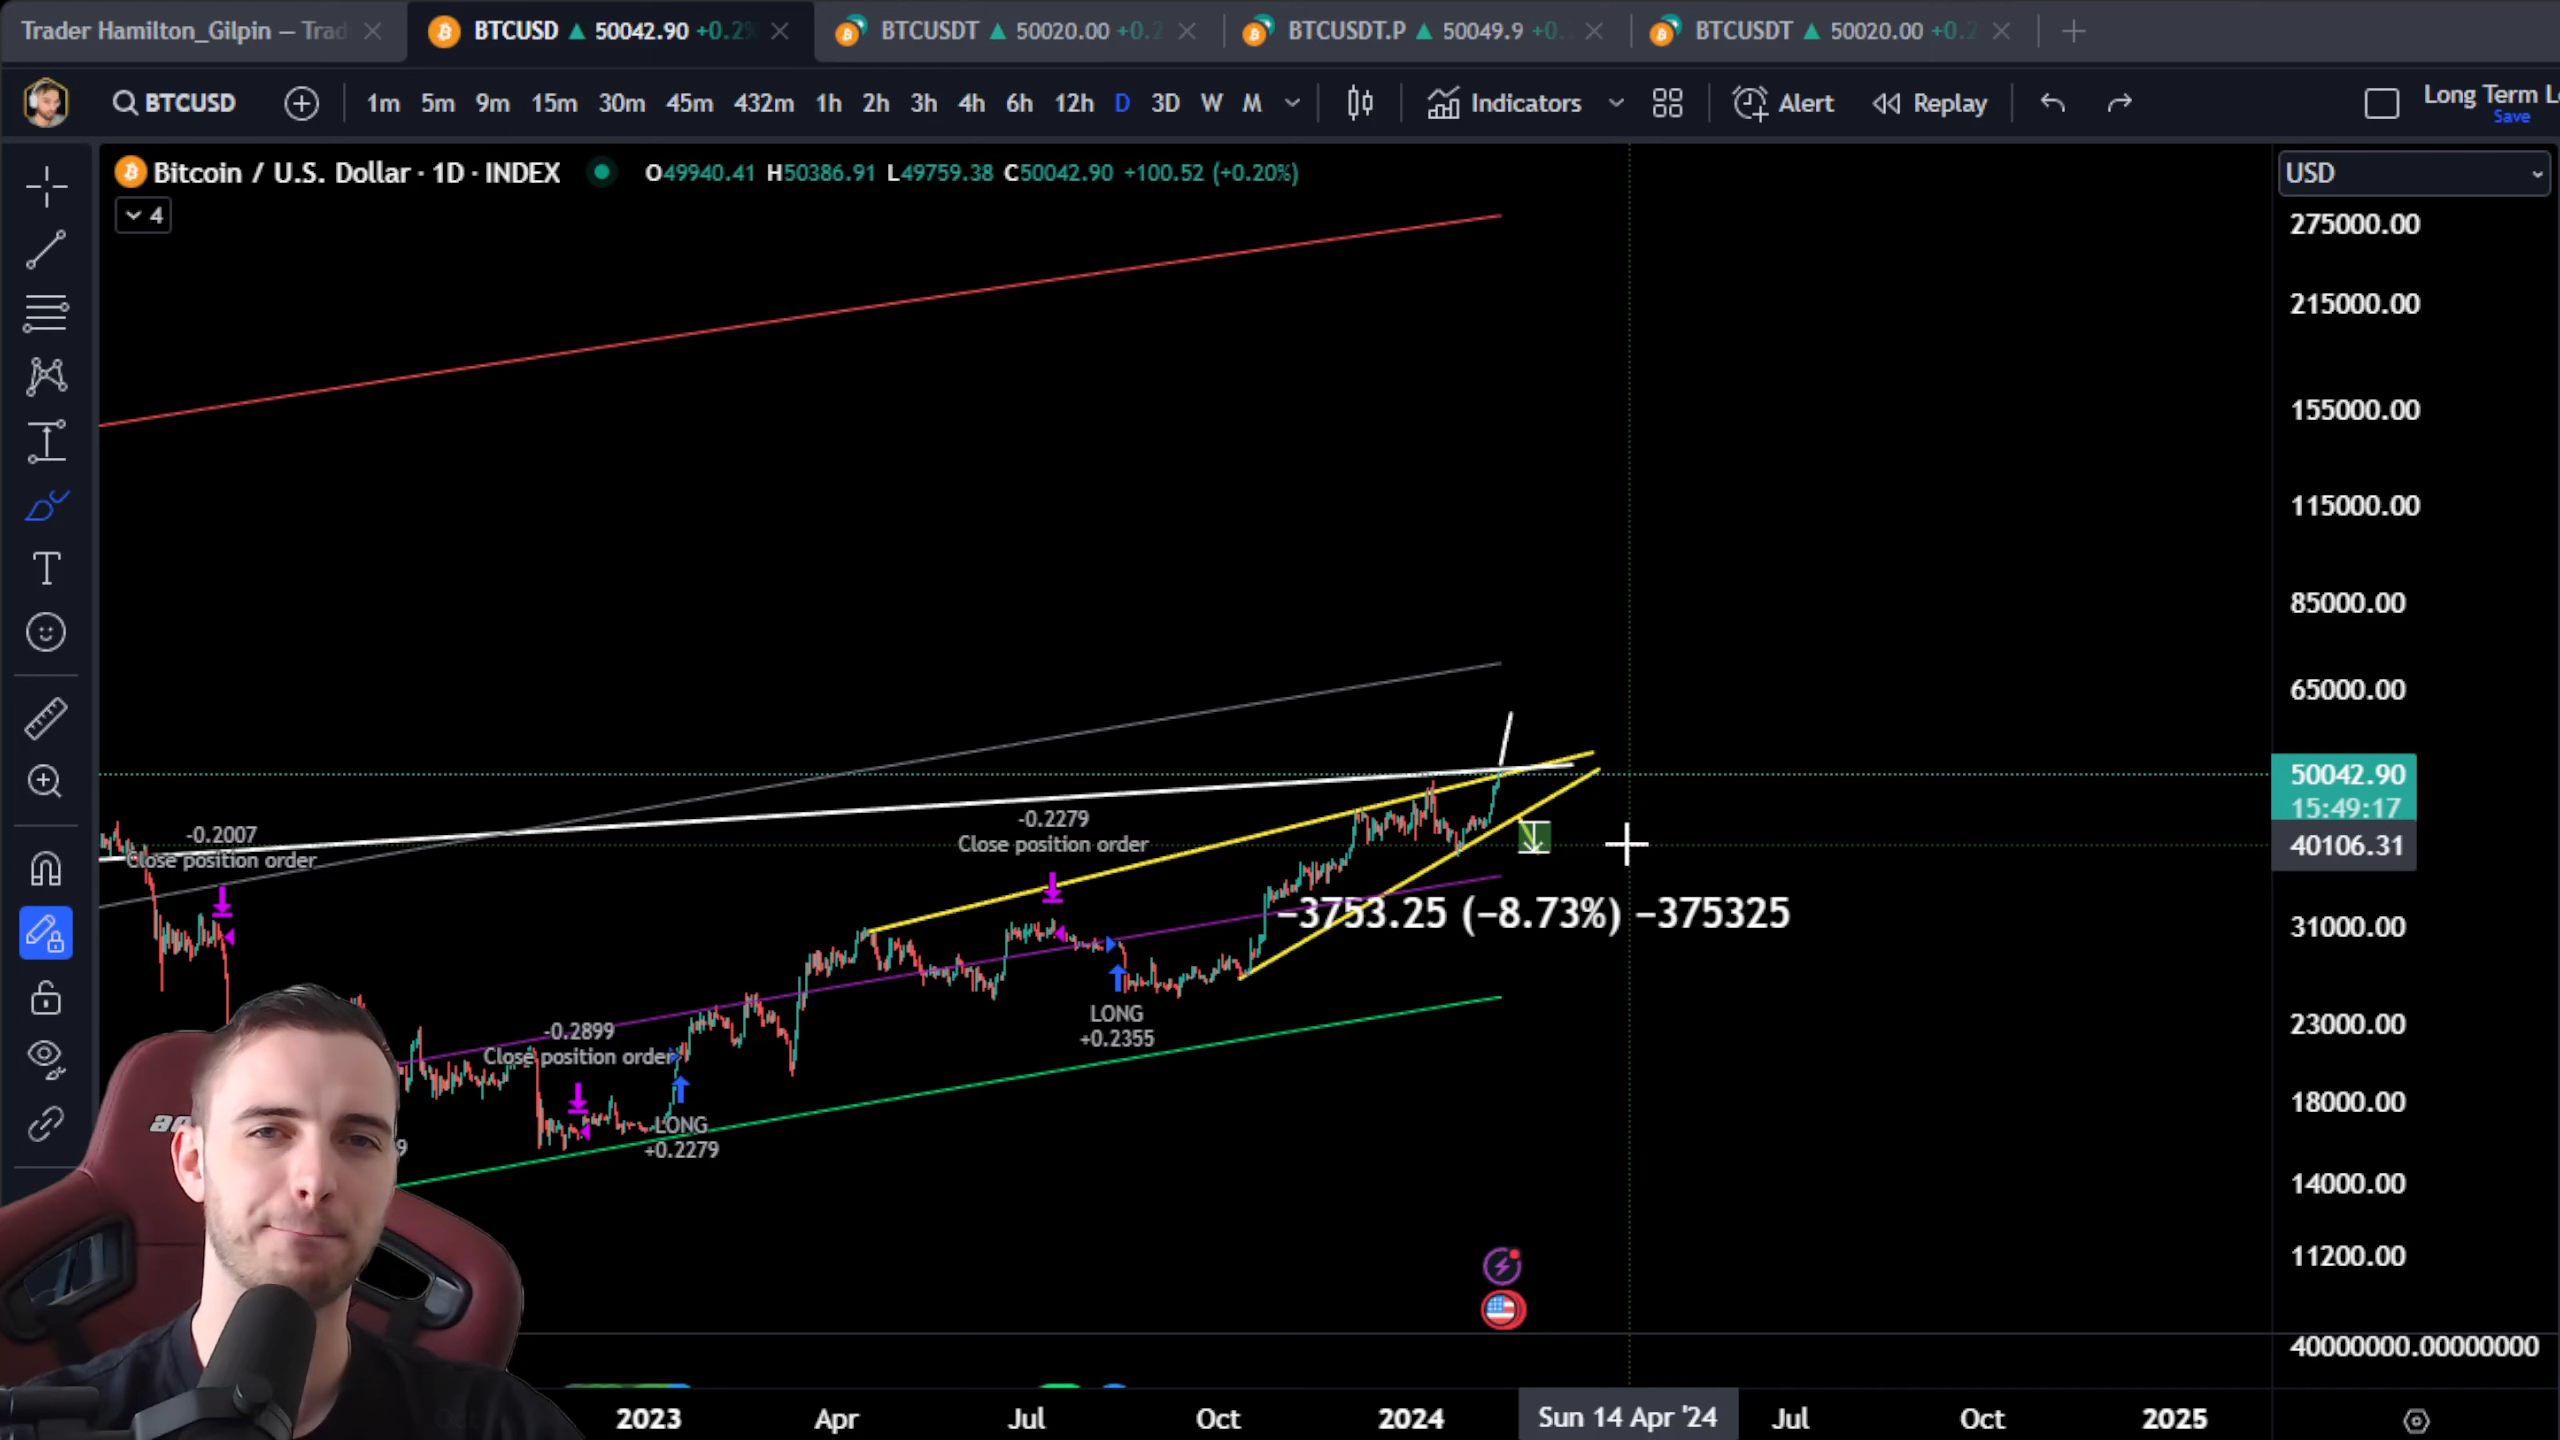 Trader Hamilton_Gilpin — Trad
BTCUSD ▲ 50042.90 +0.2%
BTCUSDT ▲ 50020.00 +0.2
BTCUSDT.P ▲ 50049.9 +0.
BTCUSDT ▲ 50020.00 +0.2
BTCUSD
1m 5m 9m 15m 30m 45m 432m 1h 2h 3h 4h 6h 12h D 3D W M
Indicators
Alert
Replay
Long Term L
Save
Bitcoin / U.S. Dollar · 1D · INDEX
O49940.41 H50386.91 L49759.38 C50042.90 +100.52 (+0.20%)
4
USD
275000.00
215000.00
155000.00
115000.00
85000.00
65000.00
50042.90
15:49:17
40106.31
31000.00
23000.00
18000.00
14000.00
11200.00
40000000.00000000
-0.2007
Close position order
-0.2279
Close position order
−3753.25 (−8.73%) −375325
LONG
+0.2355
-0.2899
Close position order
LONG
+0.2279
9
2023
Apr
Jul
Oct
2024
Sun 14 Apr '24
Jul
Oct
2025